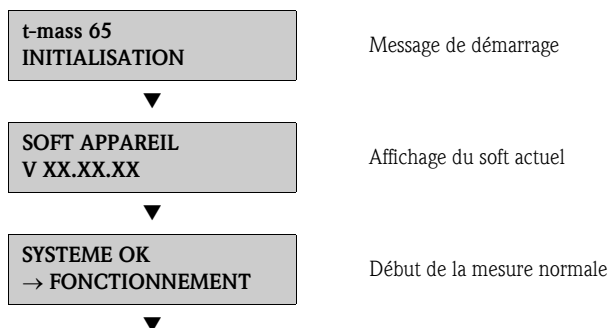 t-mass 65
INITIALISATION
Message de démarrage
▼
SOFT APPAREIL
V XX.XX.XX
Affichage du soft actuel
▼
SYSTEME OK
→ FONCTIONNEMENT
Début de la mesure normale
▼